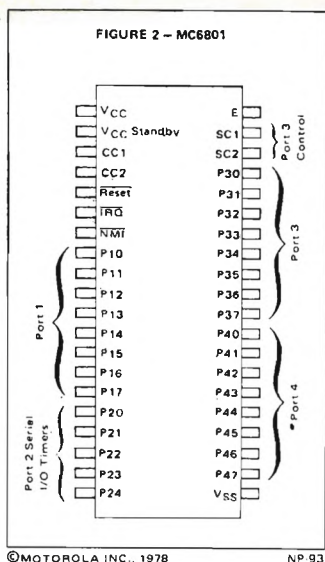 FIGURE 2 – MC6801
VCC
VCC Standby
CC1
CC2
Reset
IRQ
NMI
P10
P11
P12
P13
P14
P15
P16
P17
P20
P21
P22
P23
P24
E
SC1
SC2
P30
P31
P32
P33
P34
P35
P36
P37
P40
P41
P42
P43
P44
P45
P46
P47
VSS
Port 1
Port 2 Serial
I/O Timers
Port 3
Control
Port 3
*Port 4
©MOTOROLA INC., 1978
NP-93